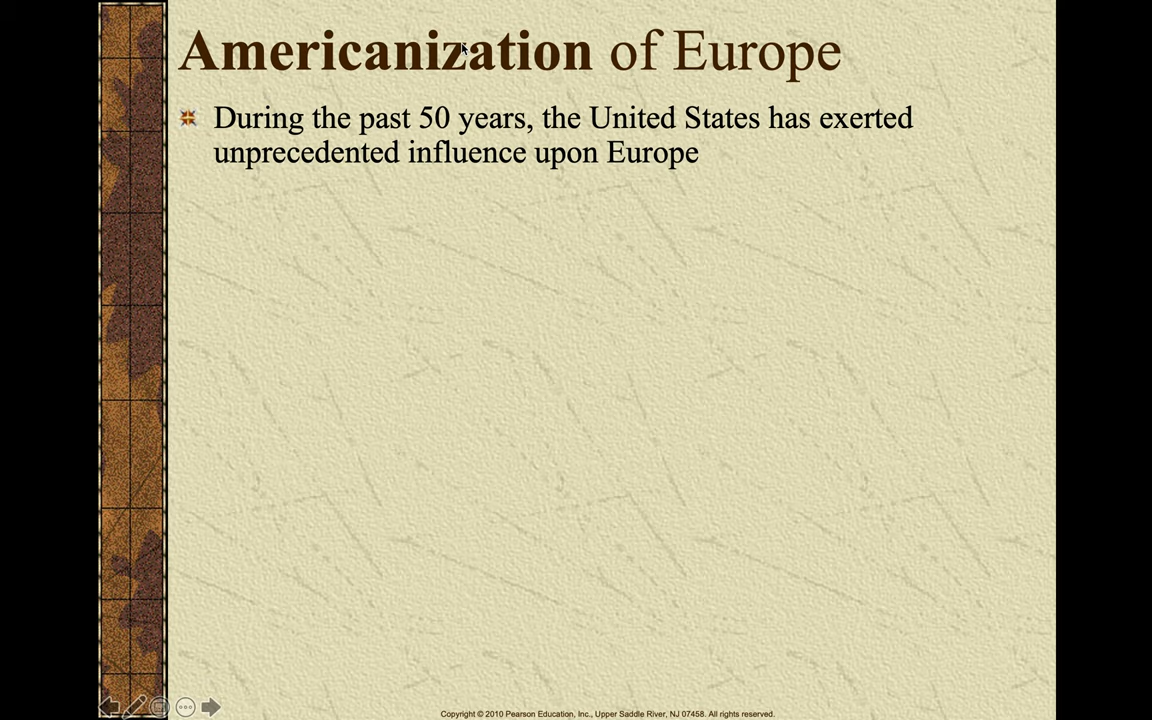 Americanization of Europe
During the past 50 years, the United States has exerted
unprecedented influence upon Europe
Copyright © 2010 Pearson Education, Inc., Upper Saddle River, NJ 07458. All rights reserved.